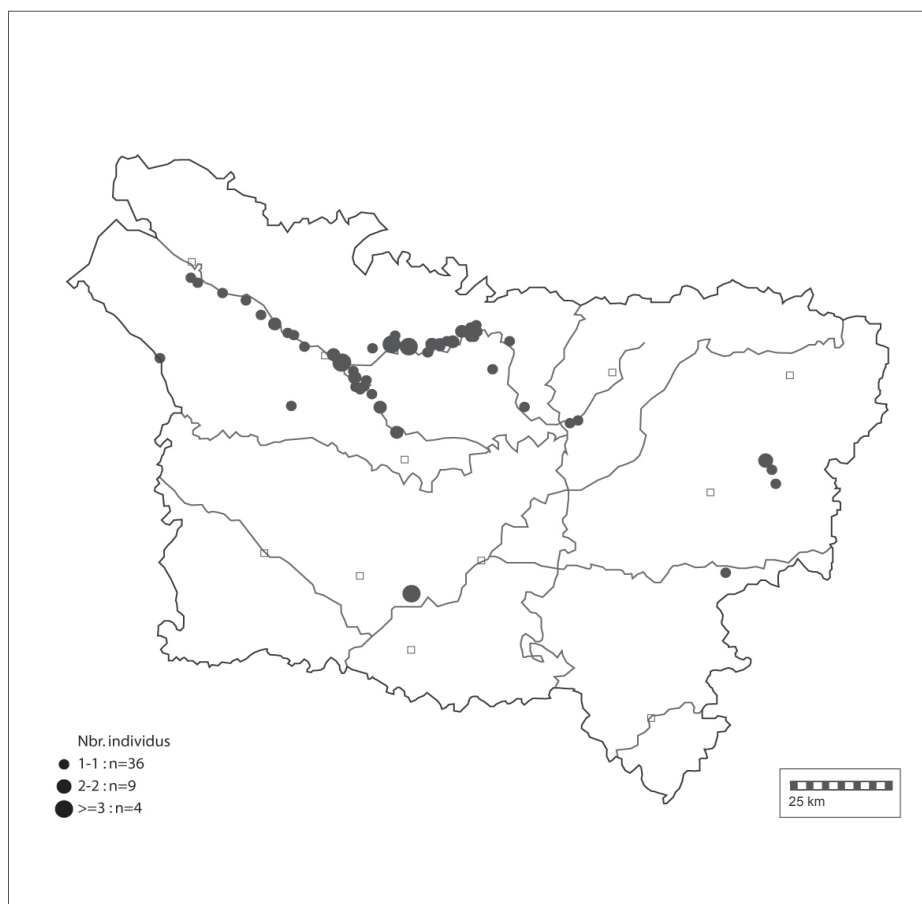 Nbr. individus
1-1 : n=36
2-2 : n=9
>=3 : n=4
25 km